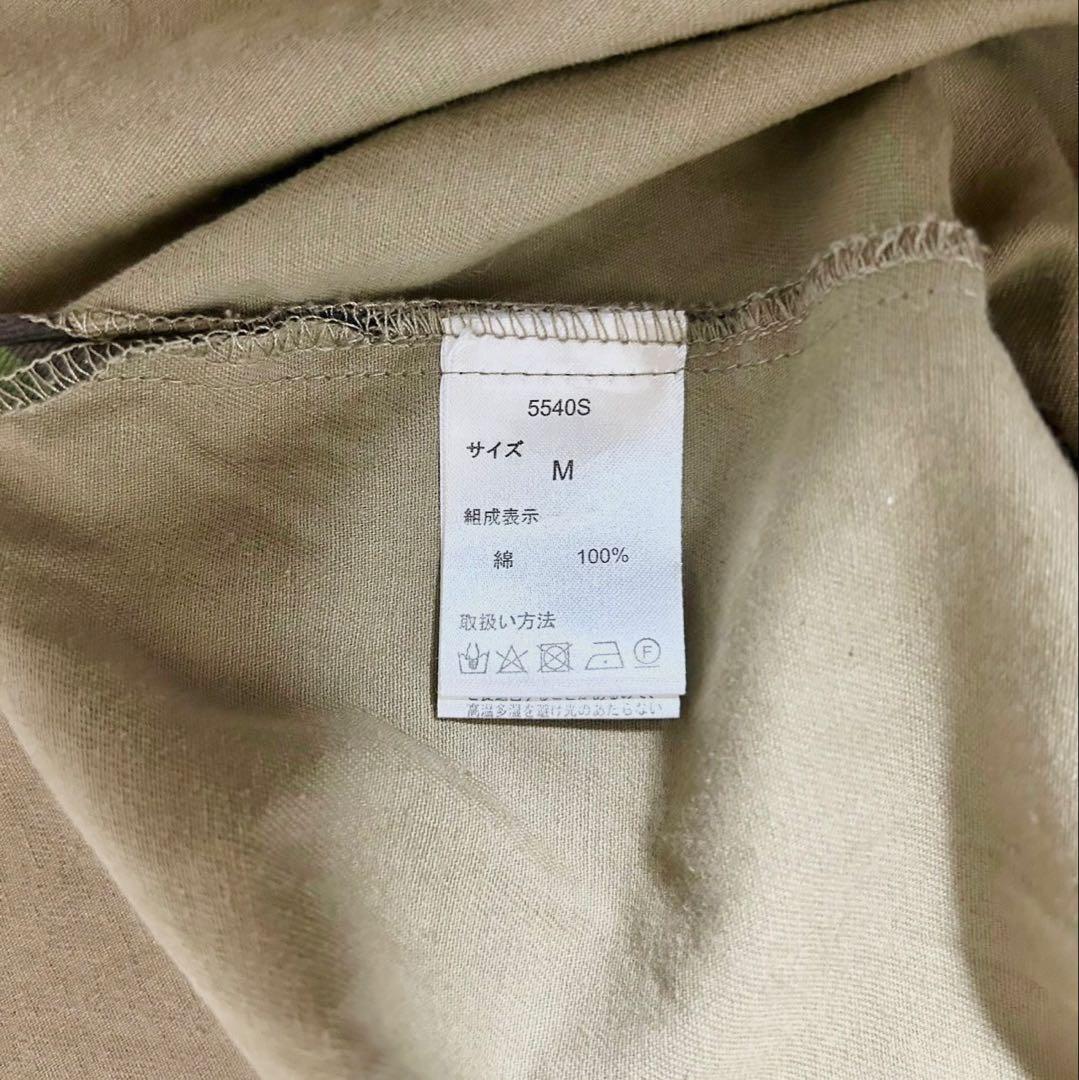 5540S
サイズ
M
組成表示
綿 100%
取扱い方法
F
高温多湿を避け光のあたらない